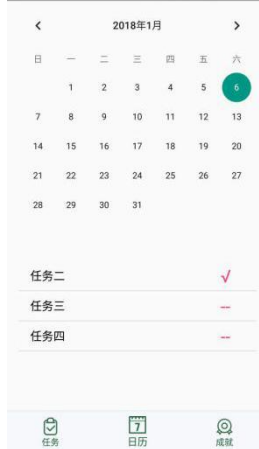 2018年1月
日 一 二 三 四 五 六
1 2 3 4 5 6
7 8 9 10 11 12 13
14 15 16 17 18 19 20
21 22 23 24 25 26 27
28 29 30 31
任务二 √
任务三 --
任务四 --
7
任务 日历 成就